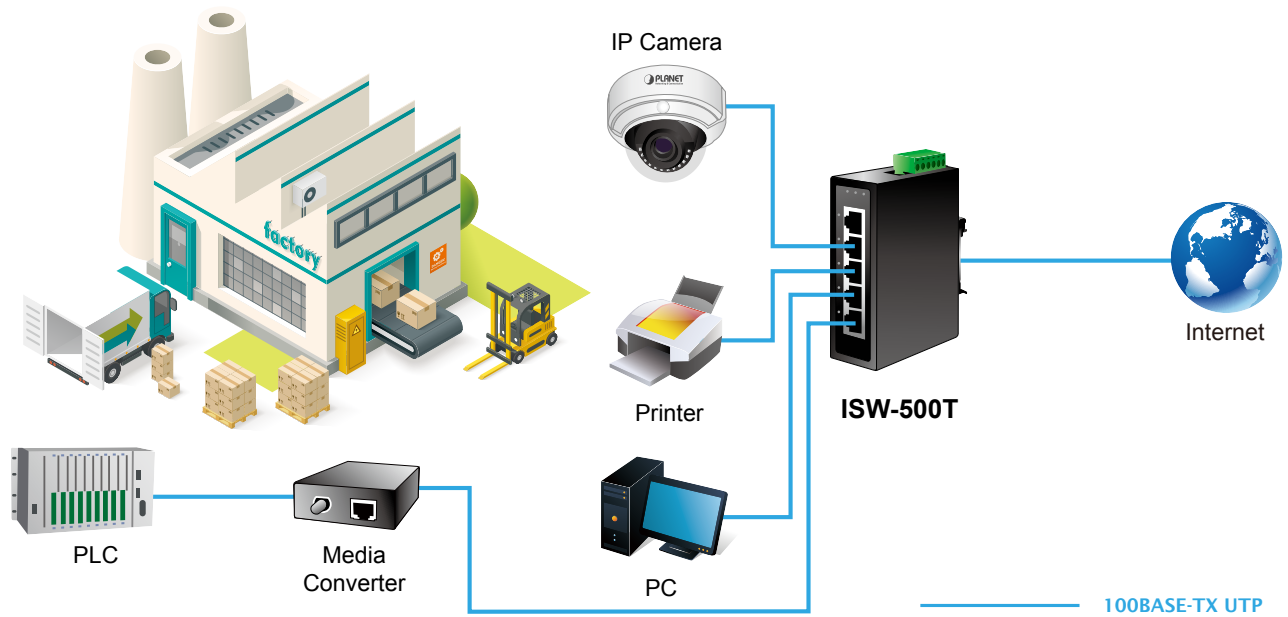 IP Camera
PLANET
factory
Internet
Printer
ISW-500T
PLC
Media
Converter
PC
100BASE-TX UTP